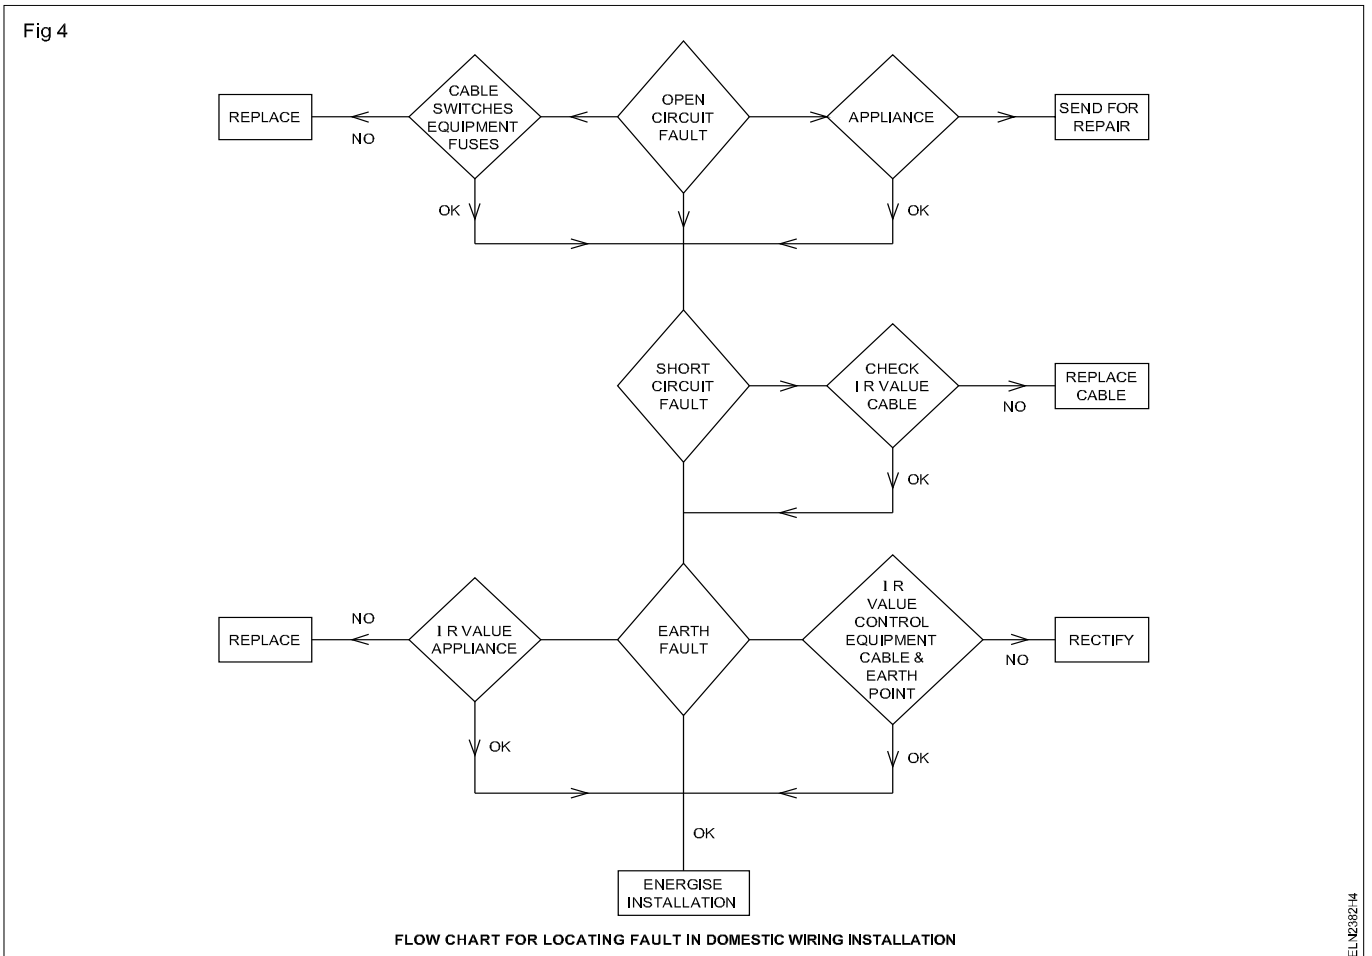 Fig 4
REPLACE
NO
CABLE
SWITCHES
EQUIPMENT
FUSES
OPEN
CIRCUIT
FAULT
APPLIANCE
SEND FOR
REPAIR
OK
OK
SHORT
CIRCUIT
FAULT
CHECK
I R VALUE
CABLE
NO
REPLACE
CABLE
OK
REPLACE
NO
I R VALUE
APPLIANCE
EARTH
FAULT
I R
VALUE
CONTROL
EQUIPMENT
CABLE &
EARTH
POINT
NO
RECTIFY
OK
OK
OK
ENERGISE
INSTALLATION
FLOW CHART FOR LOCATING FAULT IN DOMESTIC WIRING INSTALLATION
ELN2382H4